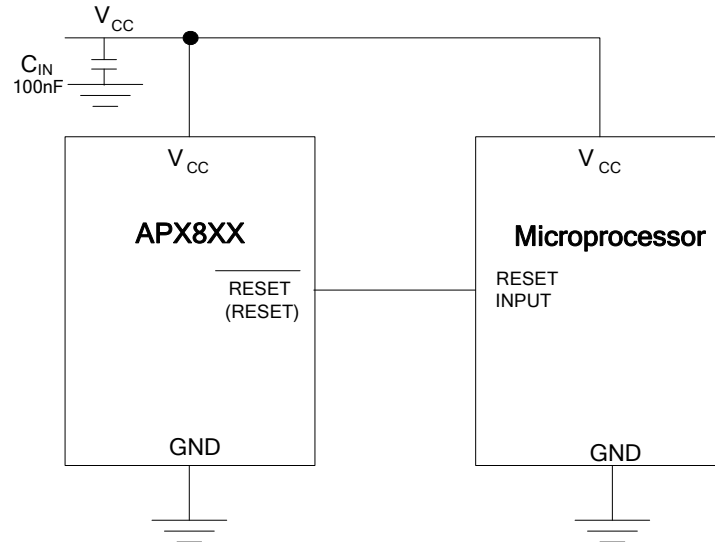 VCC
CIN
100nF
VCC
APX8XX
RESET
(RESET)
GND
VCC
Microprocessor
RESET
INPUT
GND